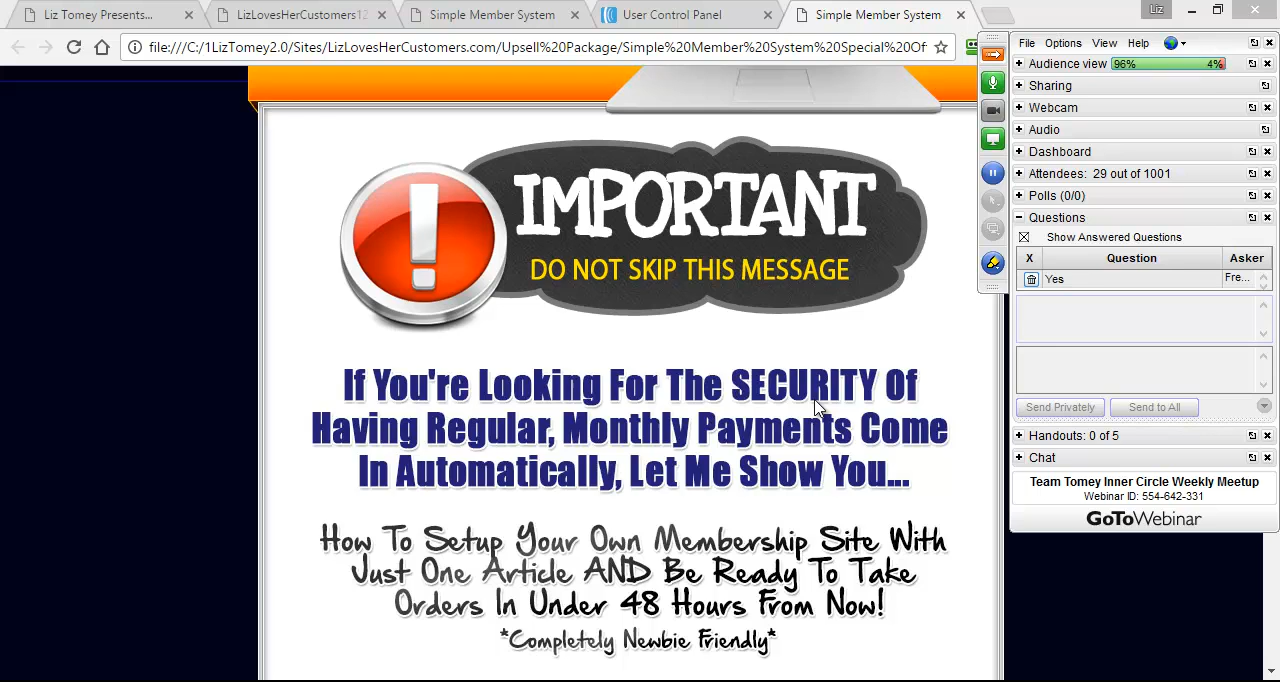 Liz Tomey Presents...
LizLovesHerCustomers12
Simple Member System
User Control Panel
Simple Member System
Liz
file:///C:/1LizTomey2.0/Sites/LizLovesHerCustomers.com/Upsell%20Package/Simple%20Member%20System%20Special%20Of
IMPORTANT
DO NOT SKIP THIS MESSAGE
If You're Looking For The SECURITY Of
Having Regular, Monthly Payments Come
In Automatically, Let Me Show You...
How To Setup Your Own Membership Site With
Just One Article AND Be Ready To Take
Orders In Under 48 Hours From Now!
*Completely Newbie Friendly*
File Options View Help
Audience view 96% 4%
Sharing
Webcam
Audio
Dashboard
Attendees: 29 out of 1001
Polls (0/0)
Questions
Show Answered Questions
X Question Asker
Yes Fre...
Send Privately Send to All
Handouts: 0 of 5
Chat
Team Tomey Inner Circle Weekly Meetup
Webinar ID: 554-642-331
GoToWebinar